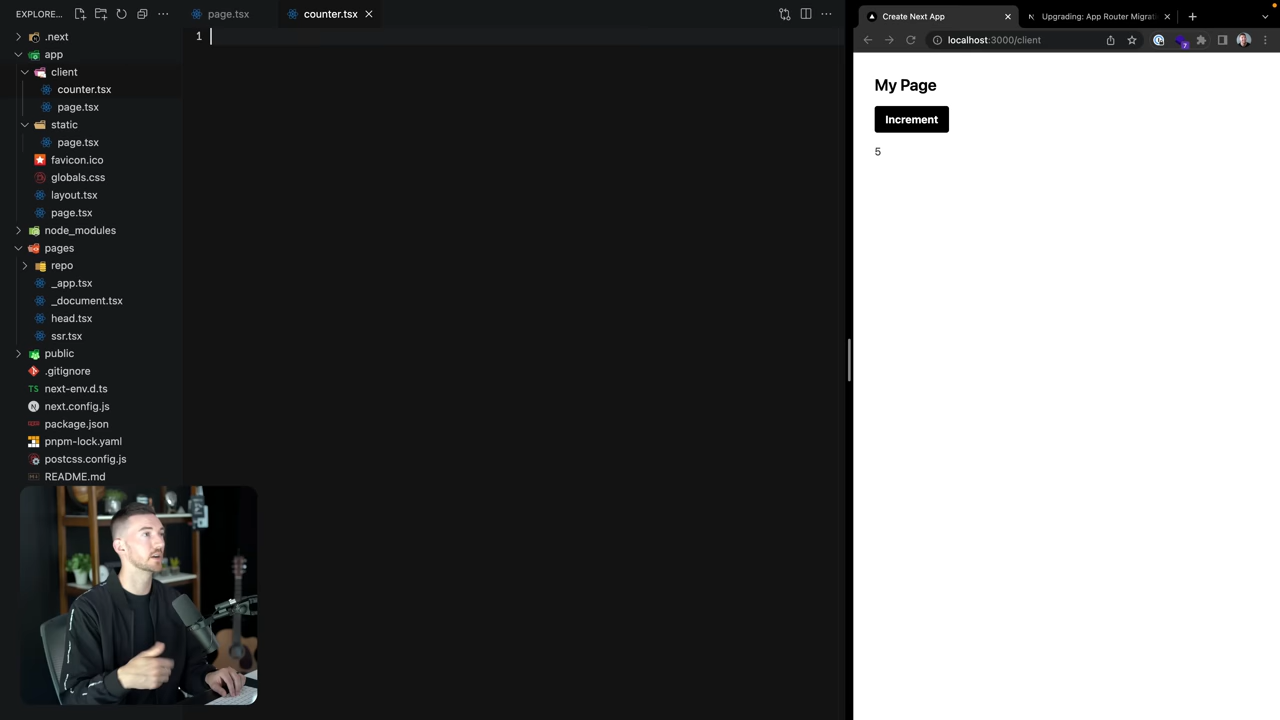 EXPLORE...
.next
app
client
counter.tsx
page.tsx
static
page.tsx
favicon.ico
globals.css
layout.tsx
page.tsx
node_modules
pages
repo
_app.tsx
_document.tsx
head.tsx
ssr.tsx
public
.gitignore
TS next-env.d.ts
next.config.js
package.json
pnpm-lock.yaml
postcss.config.js
README.md
page.tsx
counter.tsx
1
Create Next App
Upgrading: App Router Migrati
localhost:3000/client
7
My Page
Increment
5